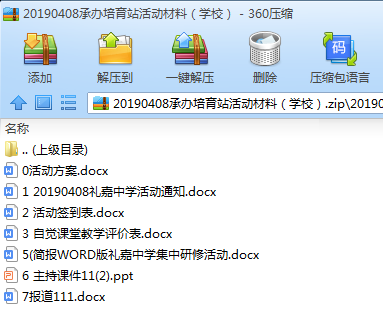 20190408承办培育站活动材料（学校） - 360压缩
添加 解压到 一键解压 删除 码 压缩包语言
20190408承办培育站活动材料（学校）.zip\20190
名称
.. (上级目录)
0活动方案.docx
1 20190408礼嘉中学活动通知.docx
2 活动签到表.docx
3 自觉课堂教学评价表.docx
5(简报WORD版礼嘉中学集中研修活动.docx
6 主持课件11(2).ppt
7报道111.docx